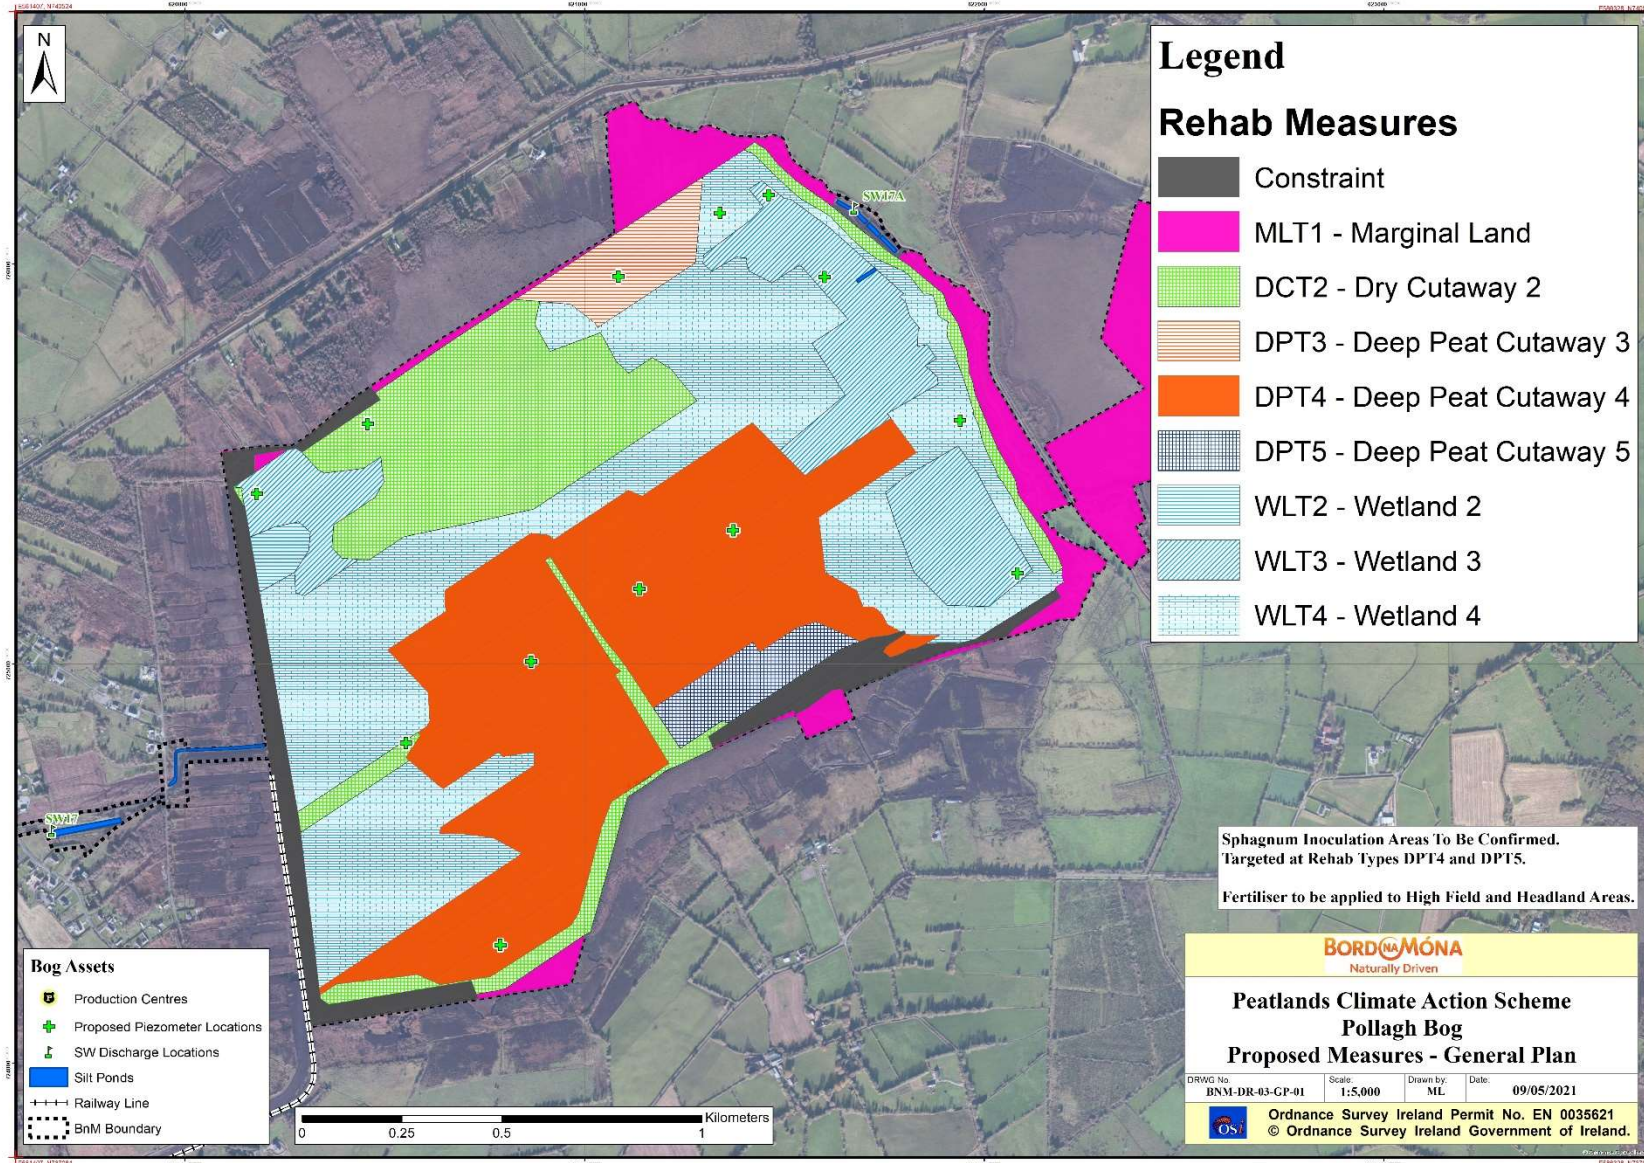 N
Legend
Rehab Measures
Constraint
MLT1 - Marginal Land
DCT2 - Dry Cutaway 2
DPT3 - Deep Peat Cutaway 3
DPT4 - Deep Peat Cutaway 4
DPT5 - Deep Peat Cutaway 5
WLT2 - Wetland 2
WLT3 - Wetland 3
WLT4 - Wetland 4
SW17A
SW17
Sphagnum Inoculation Areas To Be Confirmed.
Targeted at Rehab Types DPT4 and DPT5.
Fertiliser to be applied to High Field and Headland Areas.
Bog Assets
Production Centres
Proposed Piezometer Locations
SW Discharge Locations
Silt Ponds
Railway Line
BnM Boundary
Kilometers
0 0.25 0.5 1
BORD NA MÓNA
Naturally Driven
Peatlands Climate Action Scheme
Pollagh Bog
Proposed Measures - General Plan
DRWG No. Scale: Drawn by: Date:
BNM-DR-03-GP-01 1:5,000 ML 09/05/2021
OSi
Ordnance Survey Ireland Permit No. EN 0035621
© Ordnance Survey Ireland Government of Ireland.